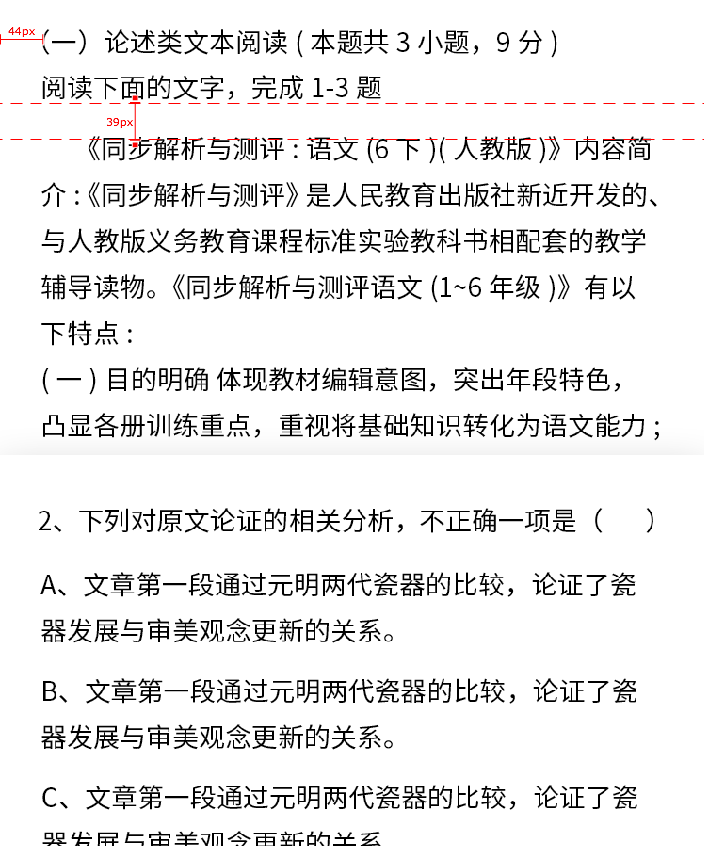 44px
（一）论述类文本阅读 ( 本题共 3 小题，9 分 )
阅读下面的文字，完成 1-3 题
39px
《同步解析与测评 : 语文 (6 下 )( 人教版 )》内容简
介 :《同步解析与测评》是人民教育出版社新近开发的、
与人教版义务教育课程标准实验教科书相配套的教学
辅导读物。《同步解析与测评语文 (1~6 年级 )》有以
下特点 :
( 一 ) 目的明确 体现教材编辑意图，突出年段特色，
凸显各册训练重点，重视将基础知识转化为语文能力 ;
2、下列对原文论证的相关分析，不正确一项是（　 ）
A、文章第一段通过元明两代瓷器的比较，论证了瓷
器发展与审美观念更新的关系。
B、文章第一段通过元明两代瓷器的比较，论证了瓷
器发展与审美观念更新的关系。
C、文章第一段通过元明两代瓷器的比较，论证了瓷
器发展与审美观念更新的关系